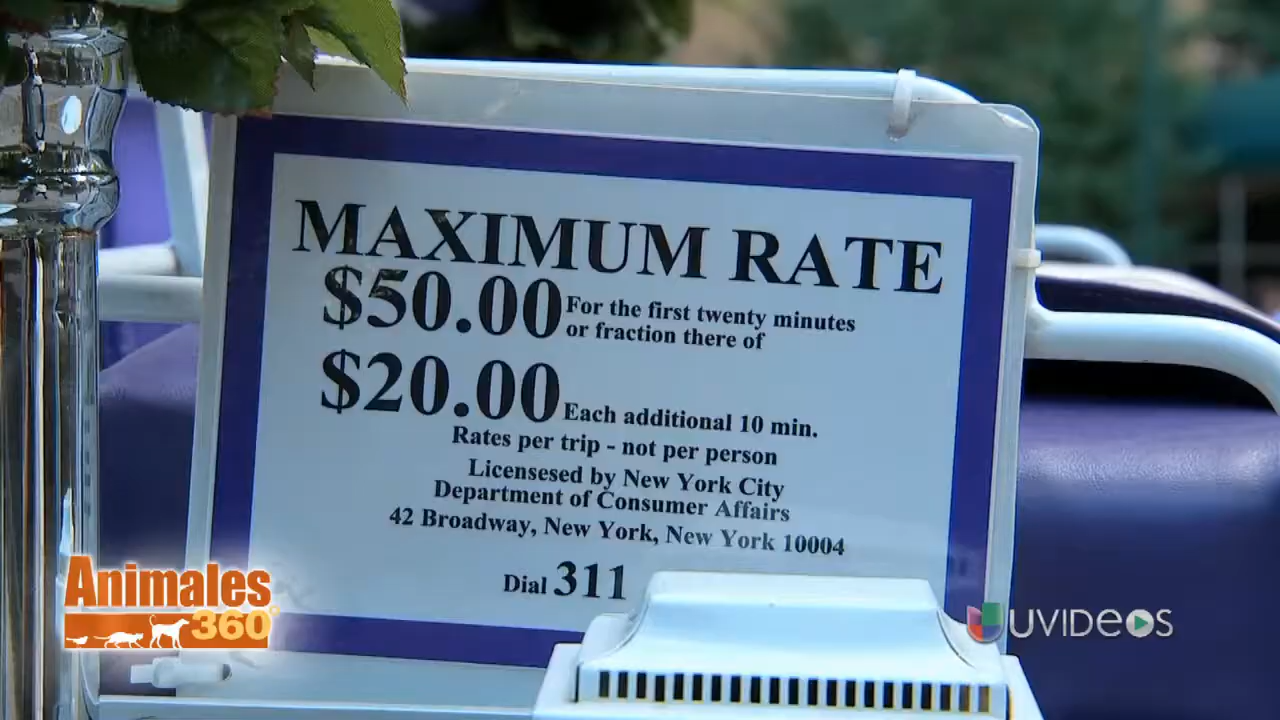 MAXIMUM RATE
$50.00 For the first twenty minutes
or fraction there of
$20.00 Each additional 10 min.
Rates per trip - not per person
Licensesed by New York City
Department of Consumer Affairs
42 Broadway, New York, New York 10004
Dial 311
Animales
360°
UVIDEOS